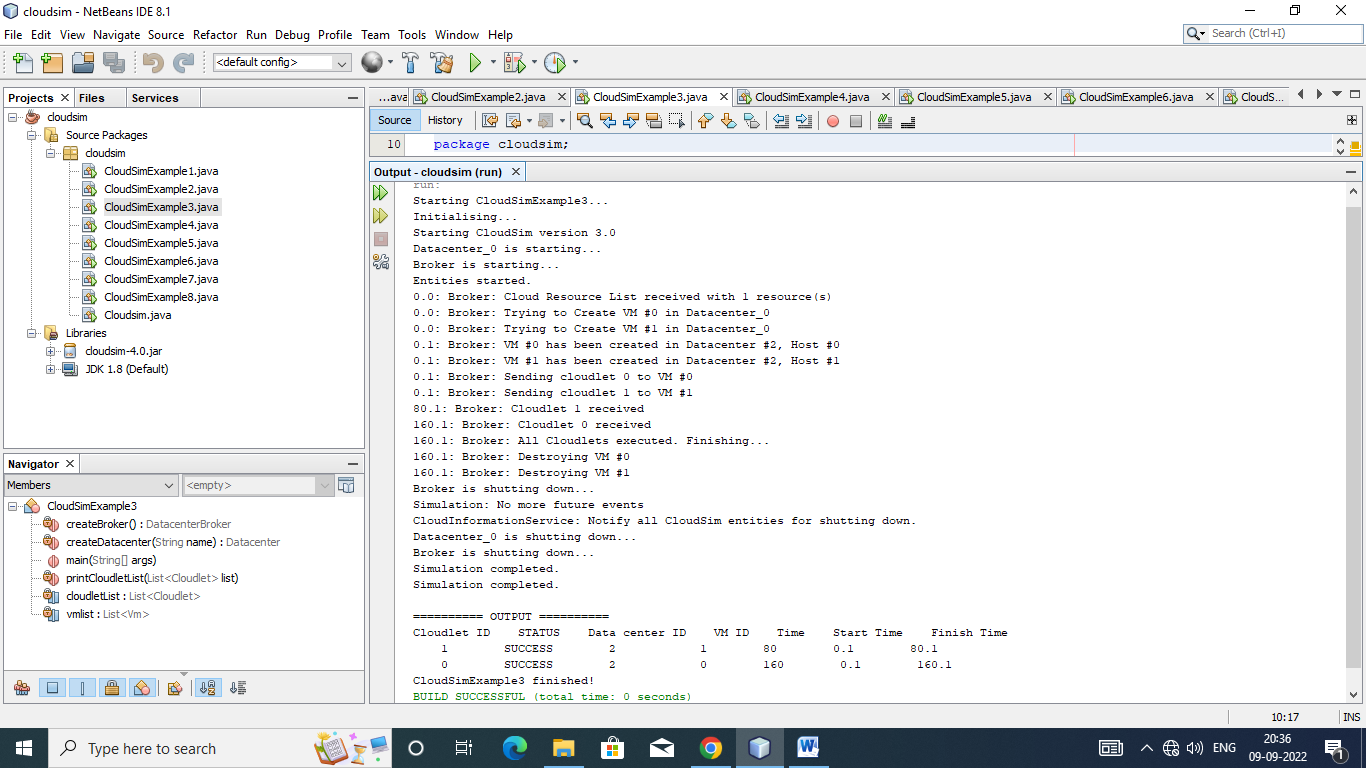 cloudsim - NetBeans IDE 8.1
File Edit View Navigate Source Refactor Run Debug Profile Team Tools Window Help
Search (Ctrl+I)
<default config>
Projects Files Services
cloudsim
Source Packages
cloudsim
CloudSimExample1.java
CloudSimExample2.java
CloudSimExample3.java
CloudSimExample4.java
CloudSimExample5.java
CloudSimExample6.java
CloudSimExample7.java
CloudSimExample8.java
Cloudsim.java
Libraries
cloudsim-4.0.jar
JDK 1.8 (Default)
Navigator
Members <empty>
CloudSimExample3
createBroker() : DatacenterBroker
createDatacenter(String name) : Datacenter
main(String[] args)
printCloudletList(List<Cloudlet> list)
cloudletList : List<Cloudlet>
vmlist : List<Vm>
...ava CloudSimExample2.java CloudSimExample3.java CloudSimExample4.java CloudSimExample5.java CloudSimExample6.java CloudS...
Source History
10 package cloudsim;
Output - cloudsim (run)
run:
Starting CloudSimExample3...
Initialising...
Starting CloudSim version 3.0
Datacenter_0 is starting...
Broker is starting...
Entities started.
0.0: Broker: Cloud Resource List received with 1 resource(s)
0.0: Broker: Trying to Create VM #0 in Datacenter_0
0.0: Broker: Trying to Create VM #1 in Datacenter_0
0.1: Broker: VM #0 has been created in Datacenter #2, Host #0
0.1: Broker: VM #1 has been created in Datacenter #2, Host #1
0.1: Broker: Sending cloudlet 0 to VM #0
0.1: Broker: Sending cloudlet 1 to VM #1
80.1: Broker: Cloudlet 1 received
160.1: Broker: Cloudlet 0 received
160.1: Broker: All Cloudlets executed. Finishing...
160.1: Broker: Destroying VM #0
160.1: Broker: Destroying VM #1
Broker is shutting down...
Simulation: No more future events
CloudInformationService: Notify all CloudSim entities for shutting down.
Datacenter_0 is shutting down...
Broker is shutting down...
Simulation completed.
Simulation completed.
========== OUTPUT ==========
Cloudlet ID STATUS Data center ID VM ID Time Start Time Finish Time
1 SUCCESS 2 1 80 0.1 80.1
0 SUCCESS 2 0 160 0.1 160.1
CloudSimExample3 finished!
BUILD SUCCESSFUL (total time: 0 seconds)
10:17 INS
Type here to search
ENG
20:36
09-09-2022
1